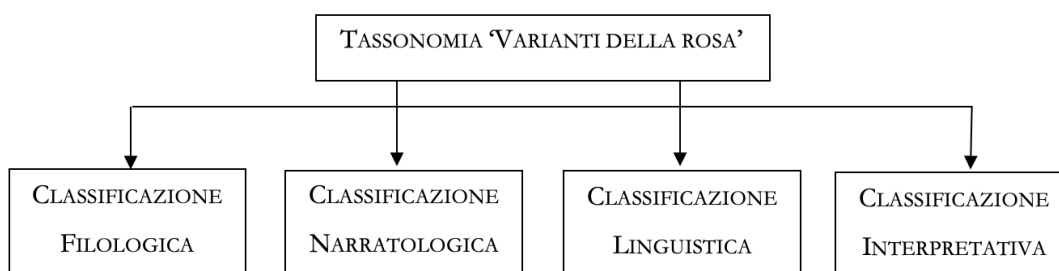 TASSONOMIA ‘VARIANTI DELLA ROSA’
CLASSIFICAZIONE
FILOLOGICA
CLASSIFICAZIONE
NARRATOLOGICA
CLASSIFICAZIONE
LINGUISTICA
CLASSIFICAZIONE
INTERPRETATIVA